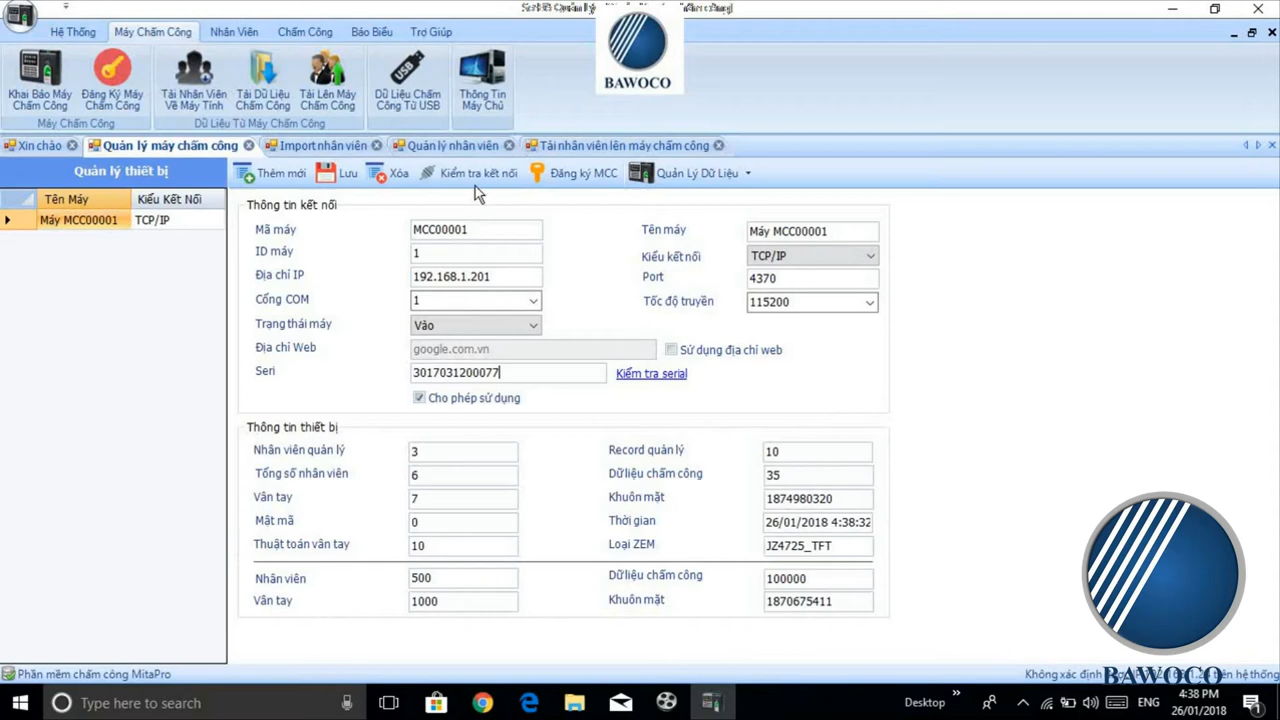 BAWOCO
Hệ Thống
Máy Chấm Công
Nhân Viên
Chấm Công
Báo Biểu
Trợ Giúp
Khai Báo Máy
Chấm Công
Đăng Ký Máy
Chấm Công
Tải Nhân Viên
Về Máy Tính
Tải Dữ Liệu
Chấm Công
Tải Lên Máy
Chấm Công
USB
Dữ Liệu Chấm
Công Từ USB
Thông Tin
Máy Chủ
Máy Chấm Công
Dữ Liệu Từ Máy Chấm Công
Xin chào
Quản lý máy chấm công
Import nhân viên
Quản lý nhân viên
Tải nhân viên lên máy chấm công
Quản lý thiết bị
Thêm mới
Lưu
Xóa
Kiểm tra kết nối
Đăng ký MCC
Quản Lý Dữ Liệu
Tên Máy
Kiểu Kết Nối
Máy MCC00001
TCP/IP
Thông tin kết nối
Mã máy
MCC00001
Tên máy
Máy MCC00001
ID máy
1
Kiểu kết nối
TCP/IP
Địa chỉ IP
192.168.1.201
Port
4370
Cổng COM
1
Tốc độ truyền
115200
Trạng thái máy
Vào
Địa chỉ Web
google.com.vn
Sử dụng địa chỉ web
Seri
3017031200077
Kiểm tra serial
Cho phép sử dụng
Thông tin thiết bị
Nhân viên quản lý
3
Record quản lý
10
Tổng số nhân viên
6
Dữ liệu chấm công
35
Vân tay
7
Khuôn mặt
1874980320
Mật mã
0
Thời gian
26/01/2018 4:38:32
Thuật toán vân tay
10
Loại ZEM
JZ4725_TFT
Nhân viên
500
Dữ liệu chấm công
100000
Vân tay
1000
Khuôn mặt
1870675411
BAWOCO
Phần mềm chấm công MitaPro
Không xác định
trên hệ thống
Type here to search
Desktop
ENG
4:38 PM
26/01/2018
1